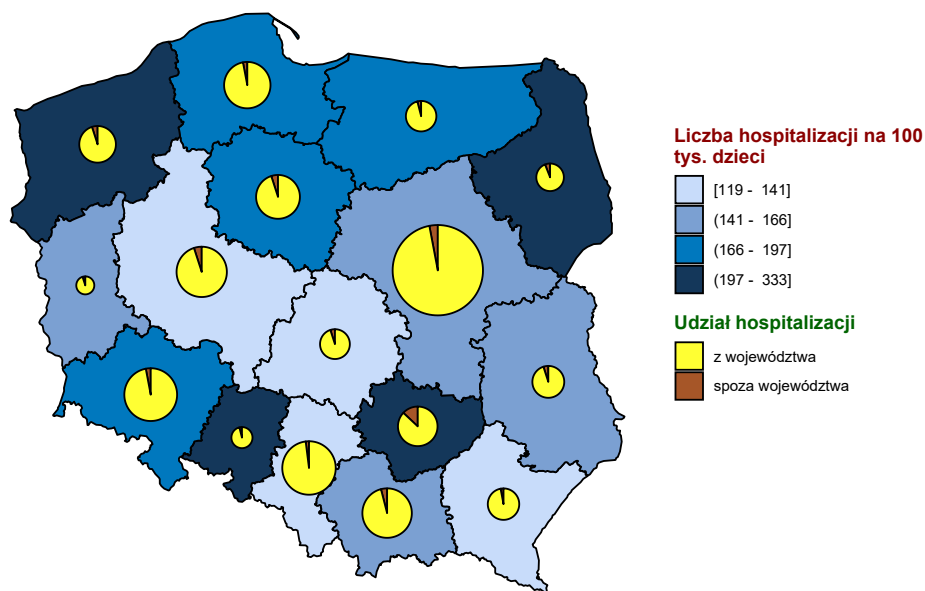 Liczba hospitalizacji na 100
tys. dzieci
[119 - 141]
(141 - 166]
(166 - 197]
(197 - 333]
Udział hospitalizacji
z województwa
spoza województwa